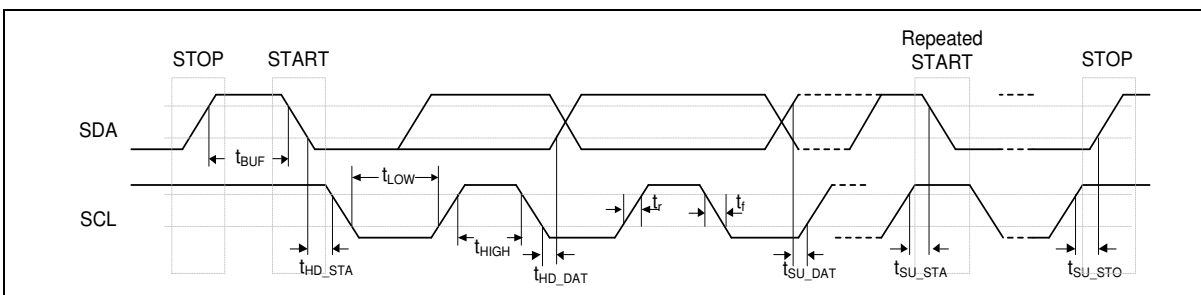 Repeated
STOP START START STOP
SDA
tBUF
tLOW
SCL
tr tf
tHIGH
tHD_STA tHD_DAT tSU_DAT tSU_STA tSU_STO